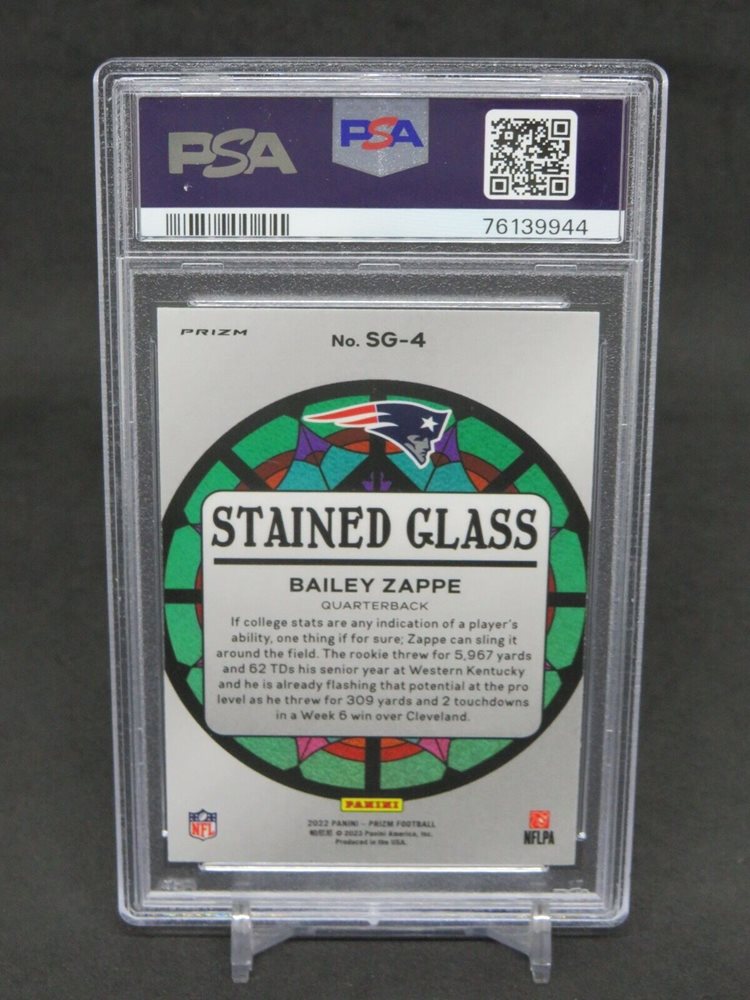 PSA
PSA
76139944
PRIZM
No. SG-4
STAINED GLASS
BAILEY ZAPPE
QUARTERBACK
If college stats are any indication of a player's
ability, one thing if for sure; Zappe can sling it
around the field. The rookie threw for 5,967 yards
and 62 TDs his senior year at Western Kentucky
and he is already flashing that potential at the pro
level as he threw for 309 yards and 2 touchdowns
in a Week 6 win over Cleveland.
PANINI
NFL
2022 PANINI – PRIZM FOOTBALL
帕尼尼 © 2023 Panini America, Inc.
Produced in the USA.
NFLPA